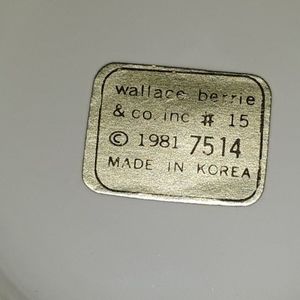 wallace berrie
& co. inc # 15
© 1981 7514
MADE IN KOREA